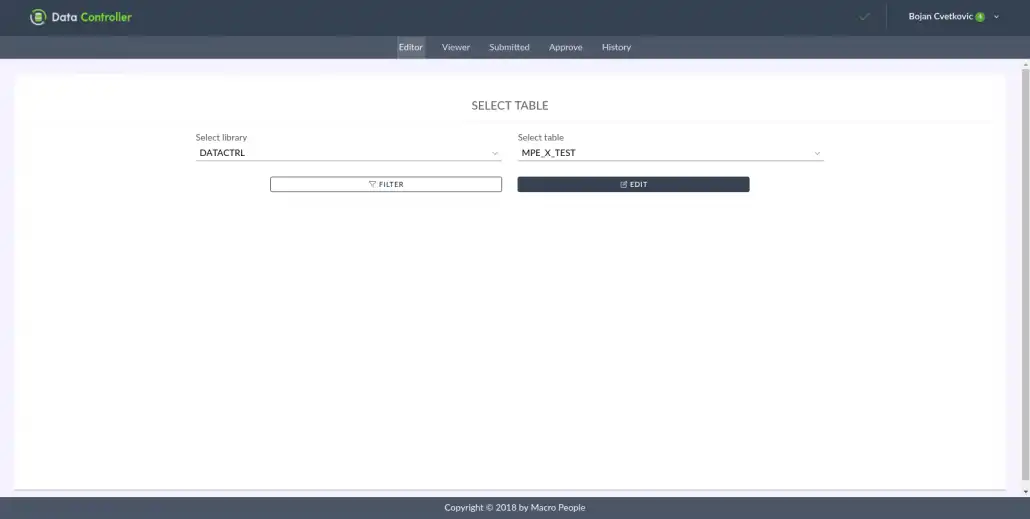 Data Controller
Bojan Cvetkovic
Editor Viewer Submitted Approve History
SELECT TABLE
Select library Select table
DATACTRL MPE_X_TEST
FILTER EDIT
Copyright © 2018 by Macro People